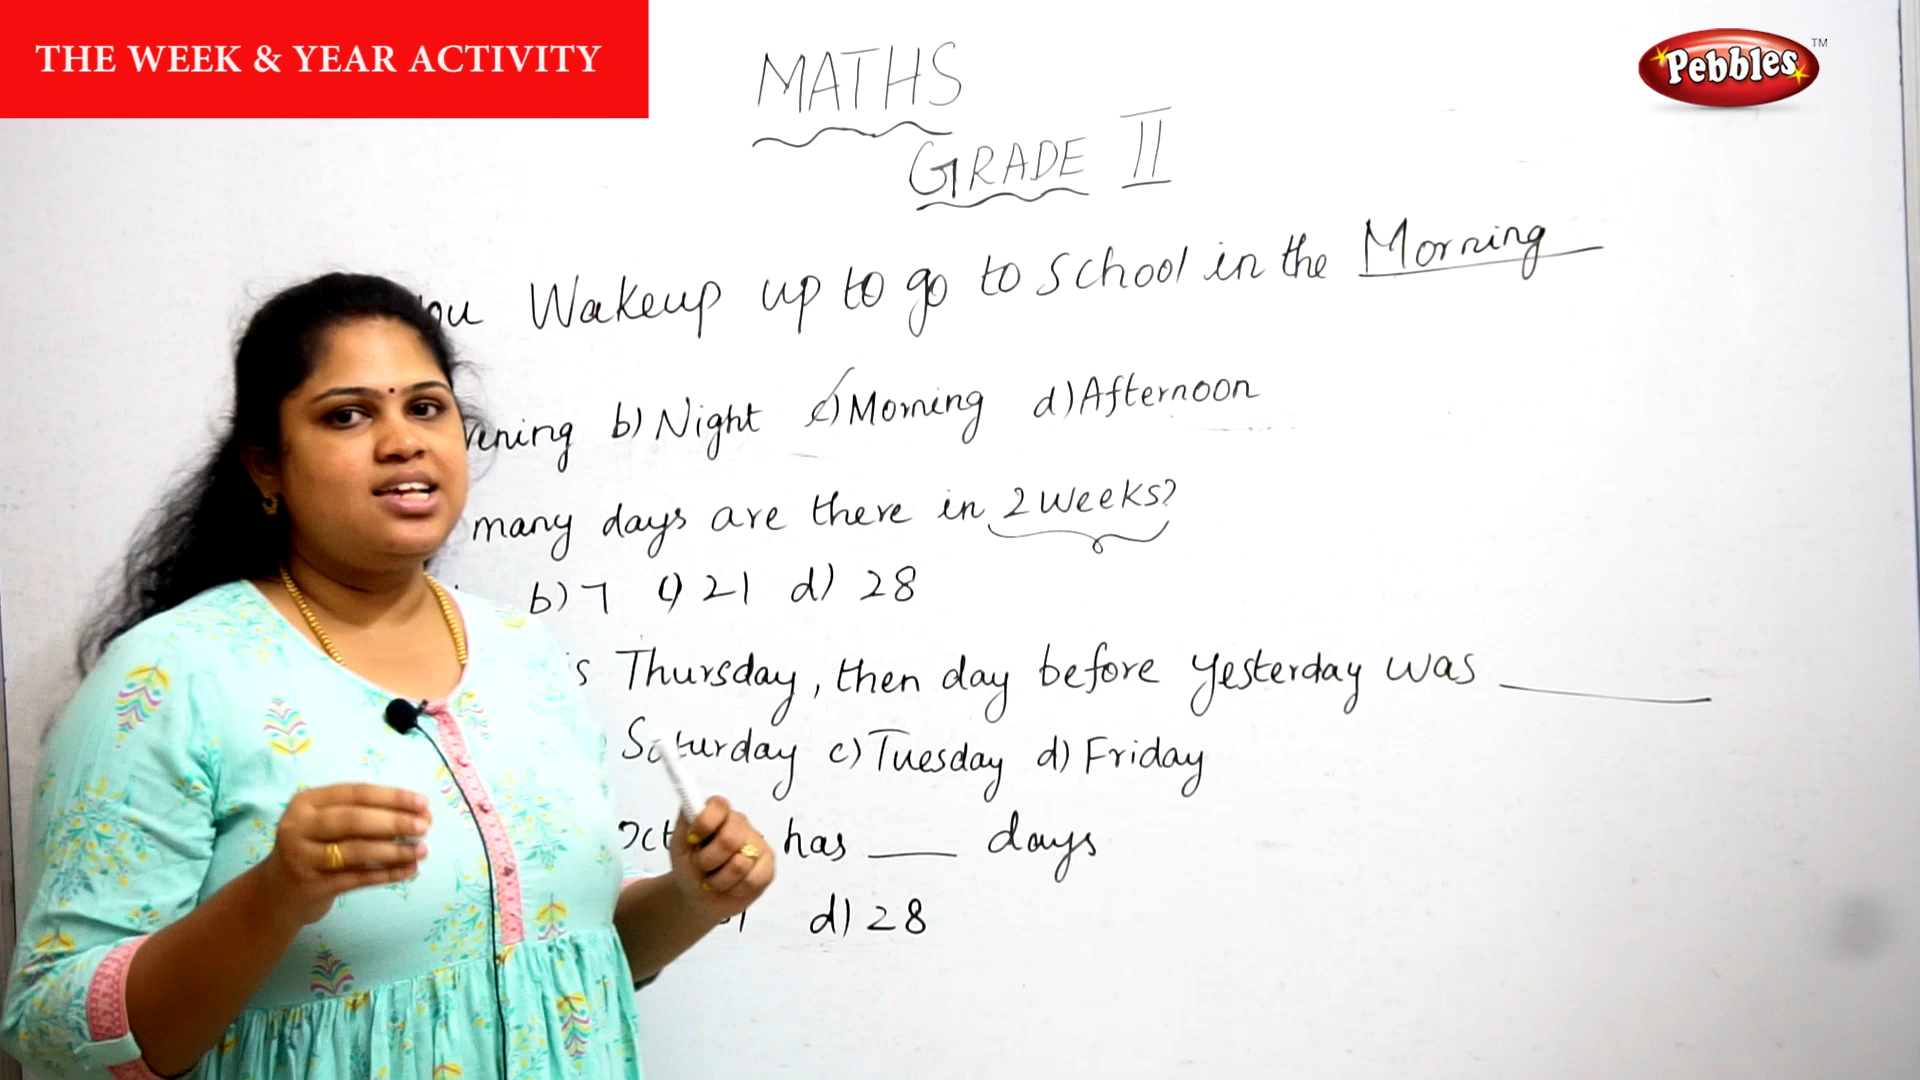 THE WEEK & YEAR ACTIVITY
Pebbles TM
MATHS
GRADE II
Wakeup up to go to School in the Morning
b) Night c) Morning d) Afternoon
many days are there in 2 weeks?
b) 7 c) 21 d) 28
Thursday, then day before yesterday was
Saturday c) Tuesday d) Friday
has ___ days
d) 28